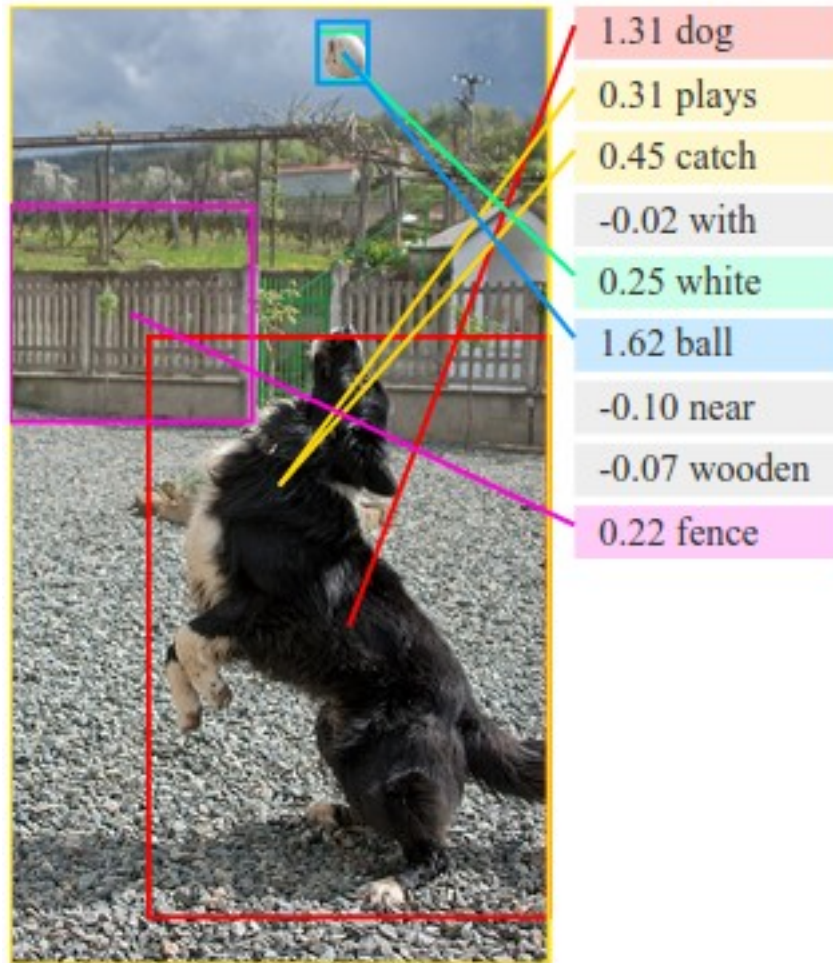 1.31 dog
0.31 plays
0.45 catch
-0.02 with
0.25 white
1.62 ball
-0.10 near
-0.07 wooden
0.22 fence